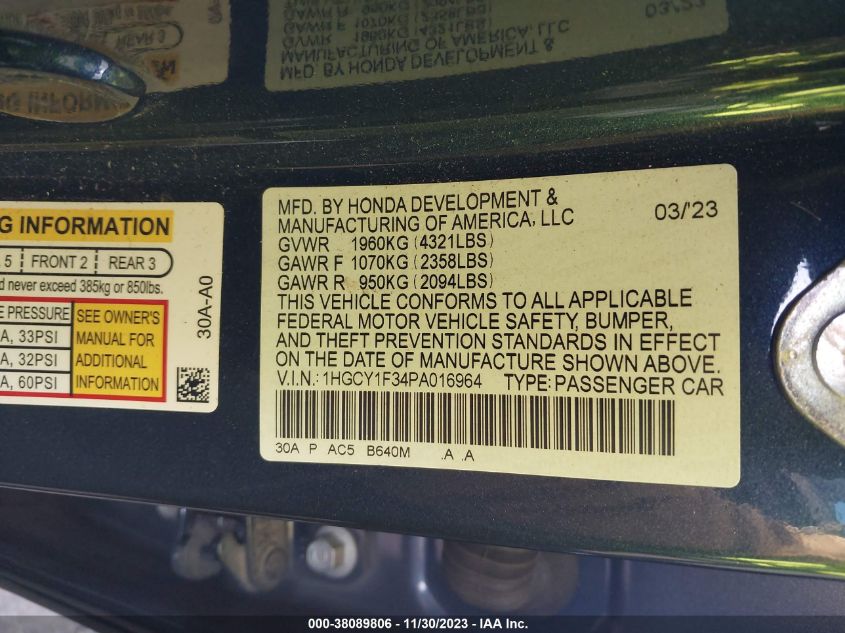 MFD. BY HONDA DEVELOPMENT &
MANUFACTURING OF AMERICA, LLC 03/'23
GVWR 1960KG (4321LBS)
GAWR F 1070KG (2358LBS)
GAWR R 950KG (2094LBS)
THIS VEHICLE CONFORMS TO ALL APPLICABLE
FEDERAL MOTOR VEHICLE SAFETY, BUMPER,
AND THEFT PREVENTION STANDARDS IN EFFECT
ON THE DATE OF MANUFACTURE SHOWN ABOVE.
V.I.N.: 1HGCY1F34PA016964 TYPE: PASSENGER CAR
30A P AC5 B640M .A .A
G INFORMATION
5 FRONT 2 REAR 3
d never exceed 385kg or 850lbs.
E PRESSURE
A, 33PSI
A, 32PSI
A, 60PSI
SEE OWNER'S
MANUAL FOR
ADDITIONAL
INFORMATION
30A-A0
000-38089806 - 11/30/2023 - IAA Inc.